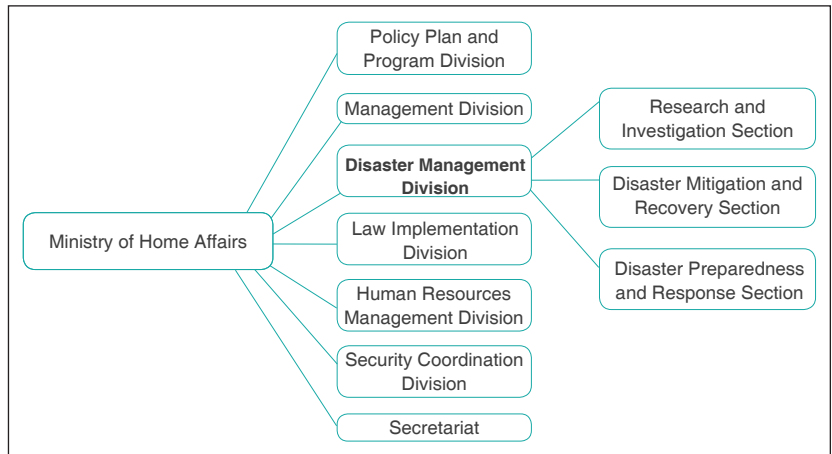 Ministry of Home Affairs
Policy Plan and
Program Division
Management Division
Disaster Management
Division
Law Implementation
Division
Human Resources
Management Division
Security Coordination
Division
Secretariat
Research and
Investigation Section
Disaster Mitigation and
Recovery Section
Disaster Preparedness
and Response Section